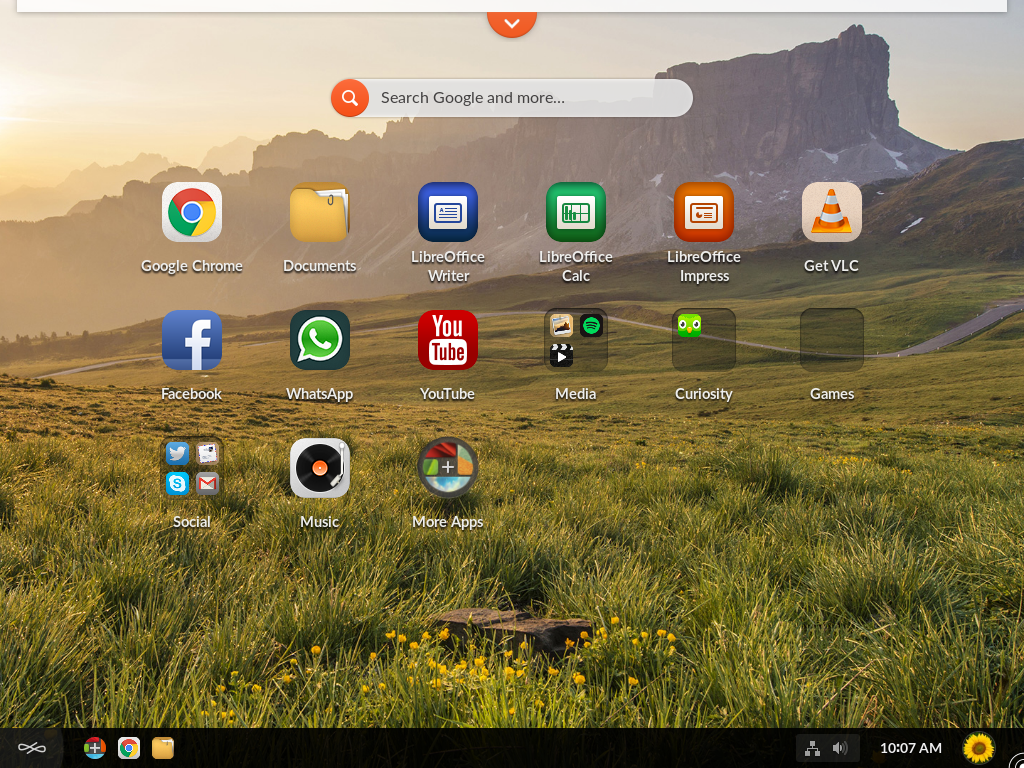 Search Google and more...
Google Chrome
Documents
LibreOffice
Writer
LibreOffice
Calc
LibreOffice
Impress
Get VLC
You
Tube
Facebook
WhatsApp
YouTube
Media
Curiosity
Games
Social
Music
More Apps
10:07 AM